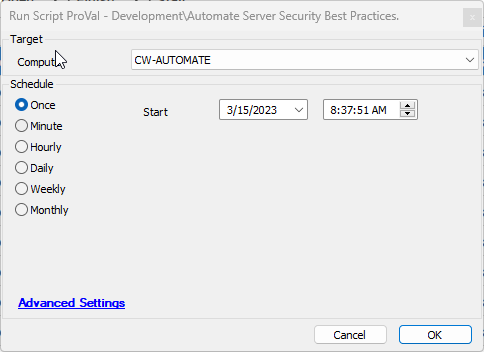 Run Script ProVal - Development\Automate Server Security Best Practices.
x
Target
Comput
CW-AUTOMATE
Schedule
Once
Start
3/15/2023
8:37:51 AM
Minute
Hourly
Daily
Weekly
Monthly
Advanced Settings
Cancel
OK